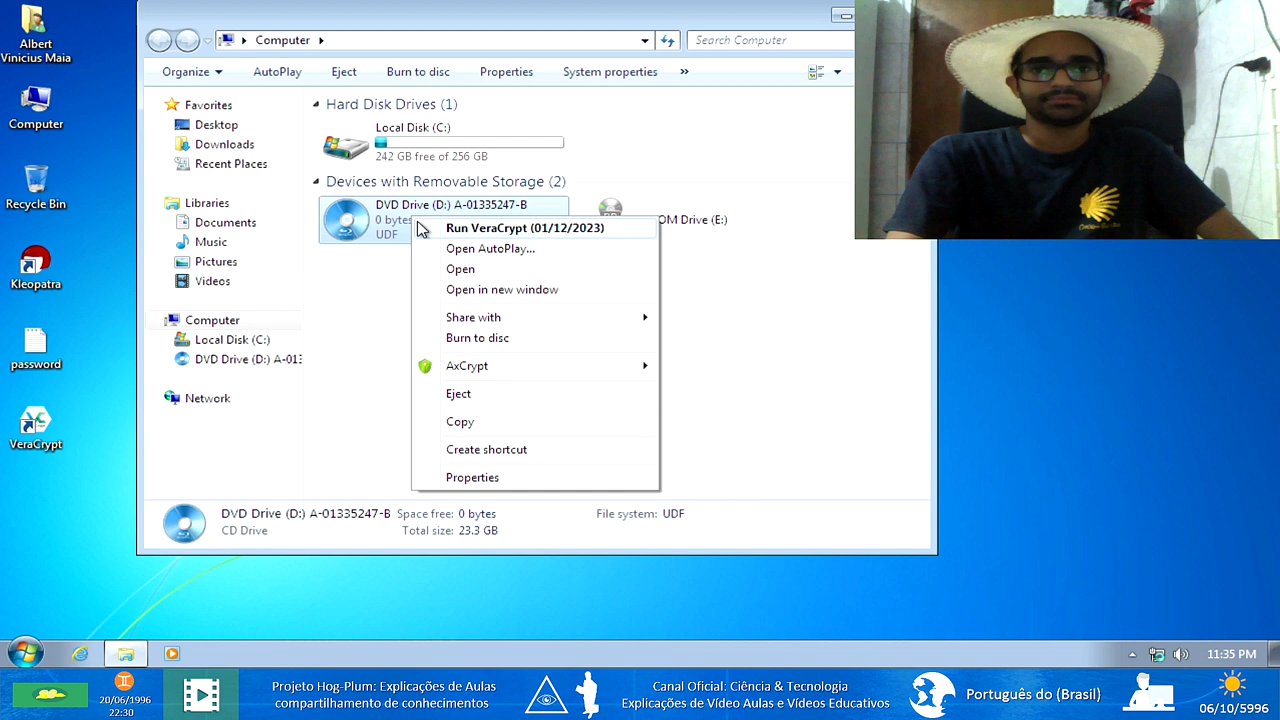 Albert
Vinicius Maia
Computer
Recycle Bin
Kleopatra
password
VeraCrypt
Computer
Search Computer
Organize
AutoPlay
Eject
Burn to disc
Properties
System properties
»
Favorites
Desktop
Downloads
Recent Places
Libraries
Documents
Music
Pictures
Videos
Computer
Local Disk (C:)
DVD Drive (D:) A-013
Network
Hard Disk Drives (1)
Local Disk (C:)
242 GB free of 256 GB
Devices with Removable Storage (2)
DVD Drive (D:) A-01335247-B
0 bytes
UDF
OM Drive (E:)
Run VeraCrypt (01/12/2023)
Open AutoPlay...
Open
Open in new window
Share with
Burn to disc
AxCrypt
Eject
Copy
Create shortcut
Properties
DVD Drive (D:) A-01335247-B Space free: 0 bytes File system: UDF
CD Drive Total size: 23.3 GB
11:35 PM
20/06/1996
22:30
Projeto Hog-Plum: Explicações de Aulas
compartilhamento de conhecimentos
Canal Oficial: Ciência & Tecnologia
Explicações de Vídeo Aulas e Vídeos Educativos
Português do (Brasil)
06/10/5996